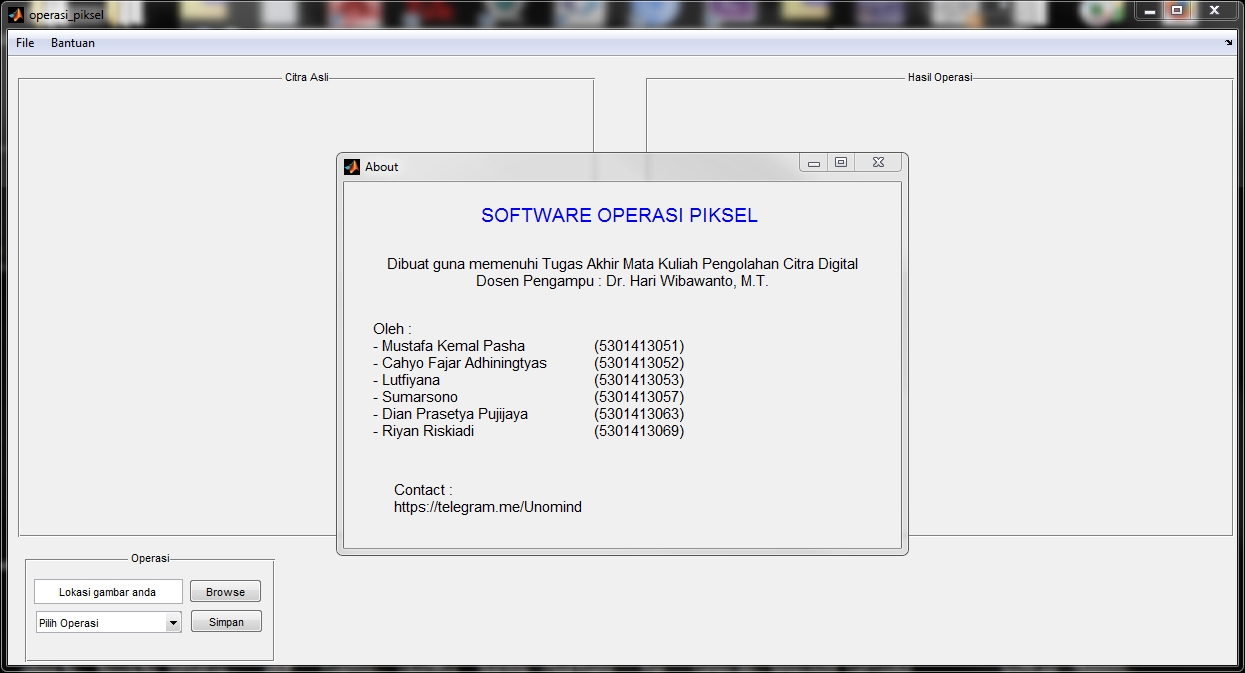 operasi_piksel
File Bantuan
Citra Asli
Hasil Operasi
About
SOFTWARE OPERASI PIKSEL
Dibuat guna memenuhi Tugas Akhir Mata Kuliah Pengolahan Citra Digital
Dosen Pengampu : Dr. Hari Wibawanto, M.T.
Oleh :
- Mustafa Kemal Pasha (5301413051)
- Cahyo Fajar Adhiningtyas (5301413052)
- Lutfiyana (5301413053)
- Sumarsono (5301413057)
- Dian Prasetya Pujijaya (5301413063)
- Riyan Riskiadi (5301413069)
Contact :
https://telegram.me/Unomind
Operasi
Lokasi gambar anda Browse
Pilih Operasi Simpan